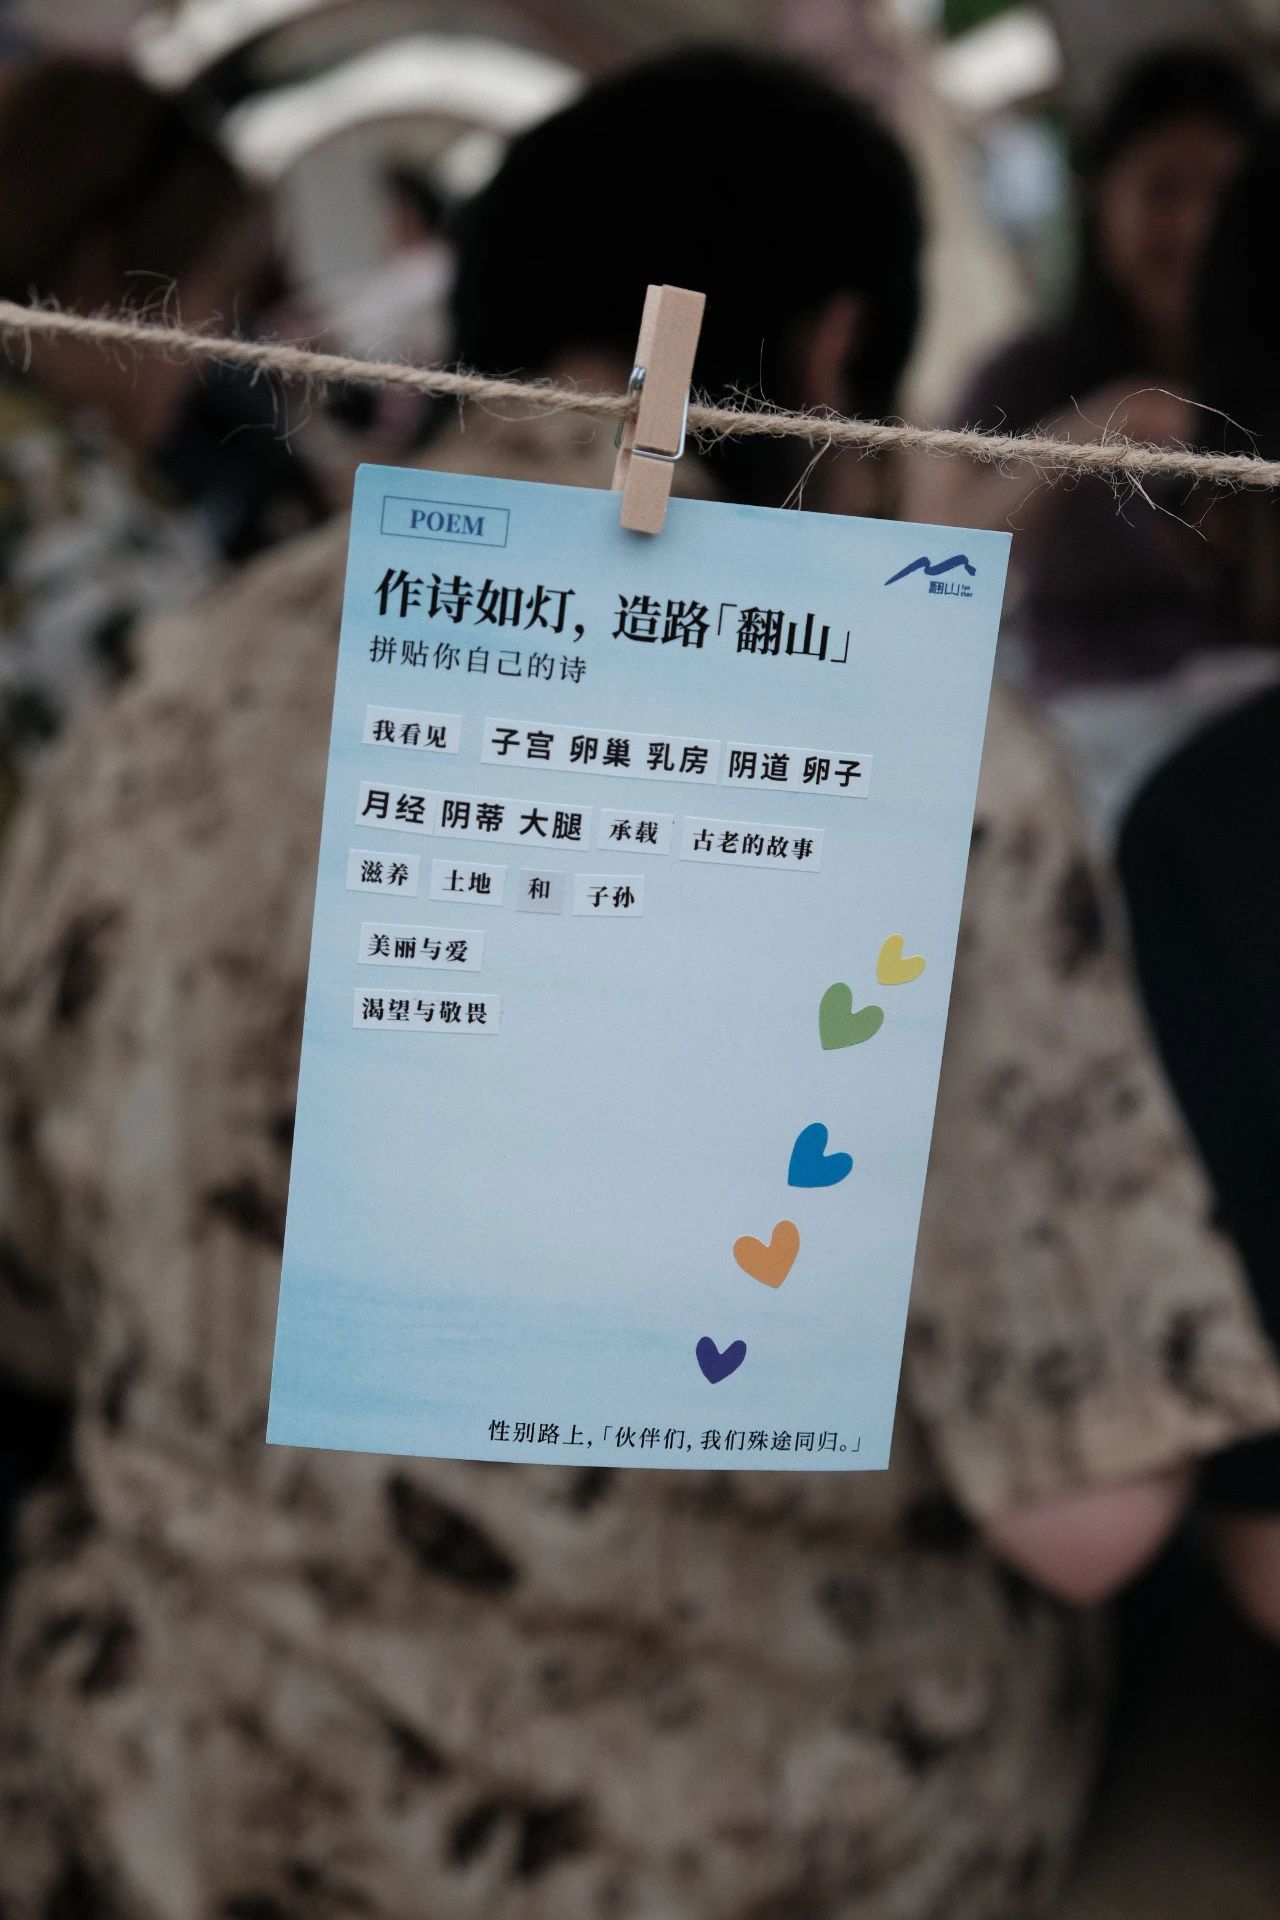 POEM
翻山 fan shan
作诗如灯，造路「翻山」
拼贴你自己的诗
我看见 子宫 卵巢 乳房 阴道 卵子
月经 阴蒂 大腿 承载 古老的故事
滋养 土地 和 子孙
美丽与爱
渴望与敬畏
性别路上，「伙伴们，我们殊途同归。」